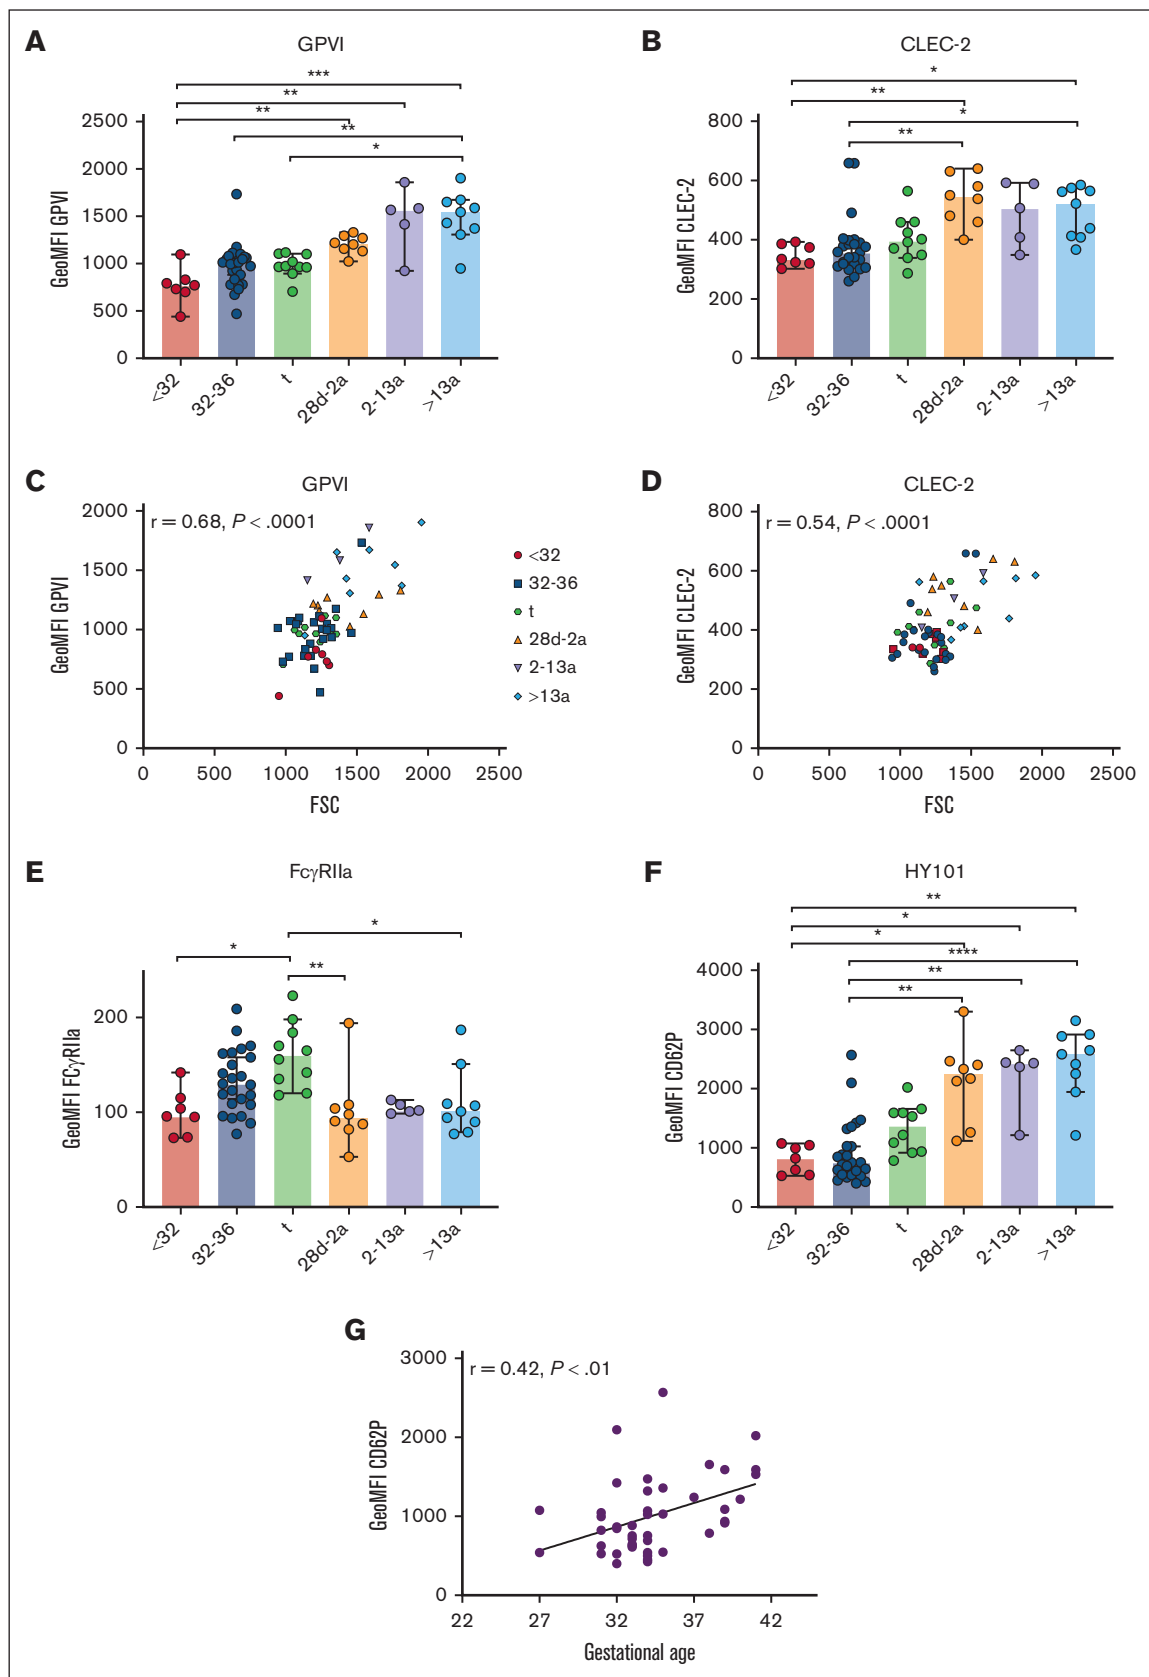 A
GPVI
***
**
**
**
*
GeoMFI GPVI
2500
2000
1500
1000
500
0
<32
32-36
t
28d-2a
2-13a
>13a
B
CLEC-2
*
**
*
**
GeoMFI CLEC-2
800
600
400
200
0
<32
32-36
t
28d-2a
2-13a
>13a
C
GPVI
r = 0.68, P < .0001
GeoMFI GPVI
2000
1500
1000
500
0
0
500
1000
1500
2000
2500
FSC
<32
32-36
t
28d-2a
2-13a
>13a
D
CLEC-2
r = 0.54, P < .0001
GeoMFI CLEC-2
800
600
400
200
0
0
500
1000
1500
2000
2500
FSC
E
FcγRIIa
*
*
**
GeoMFI FCγRIIa
200
100
0
<32
32-36
t
28d-2a
2-13a
>13a
F
HY101
**
*
*
****
**
**
GeoMFI CD62P
4000
3000
2000
1000
0
<32
32-36
t
28d-2a
2-13a
>13a
G
r = 0.42, P < .01
GeoMFI CD62P
3000
2000
1000
0
22
27
32
37
42
Gestational age